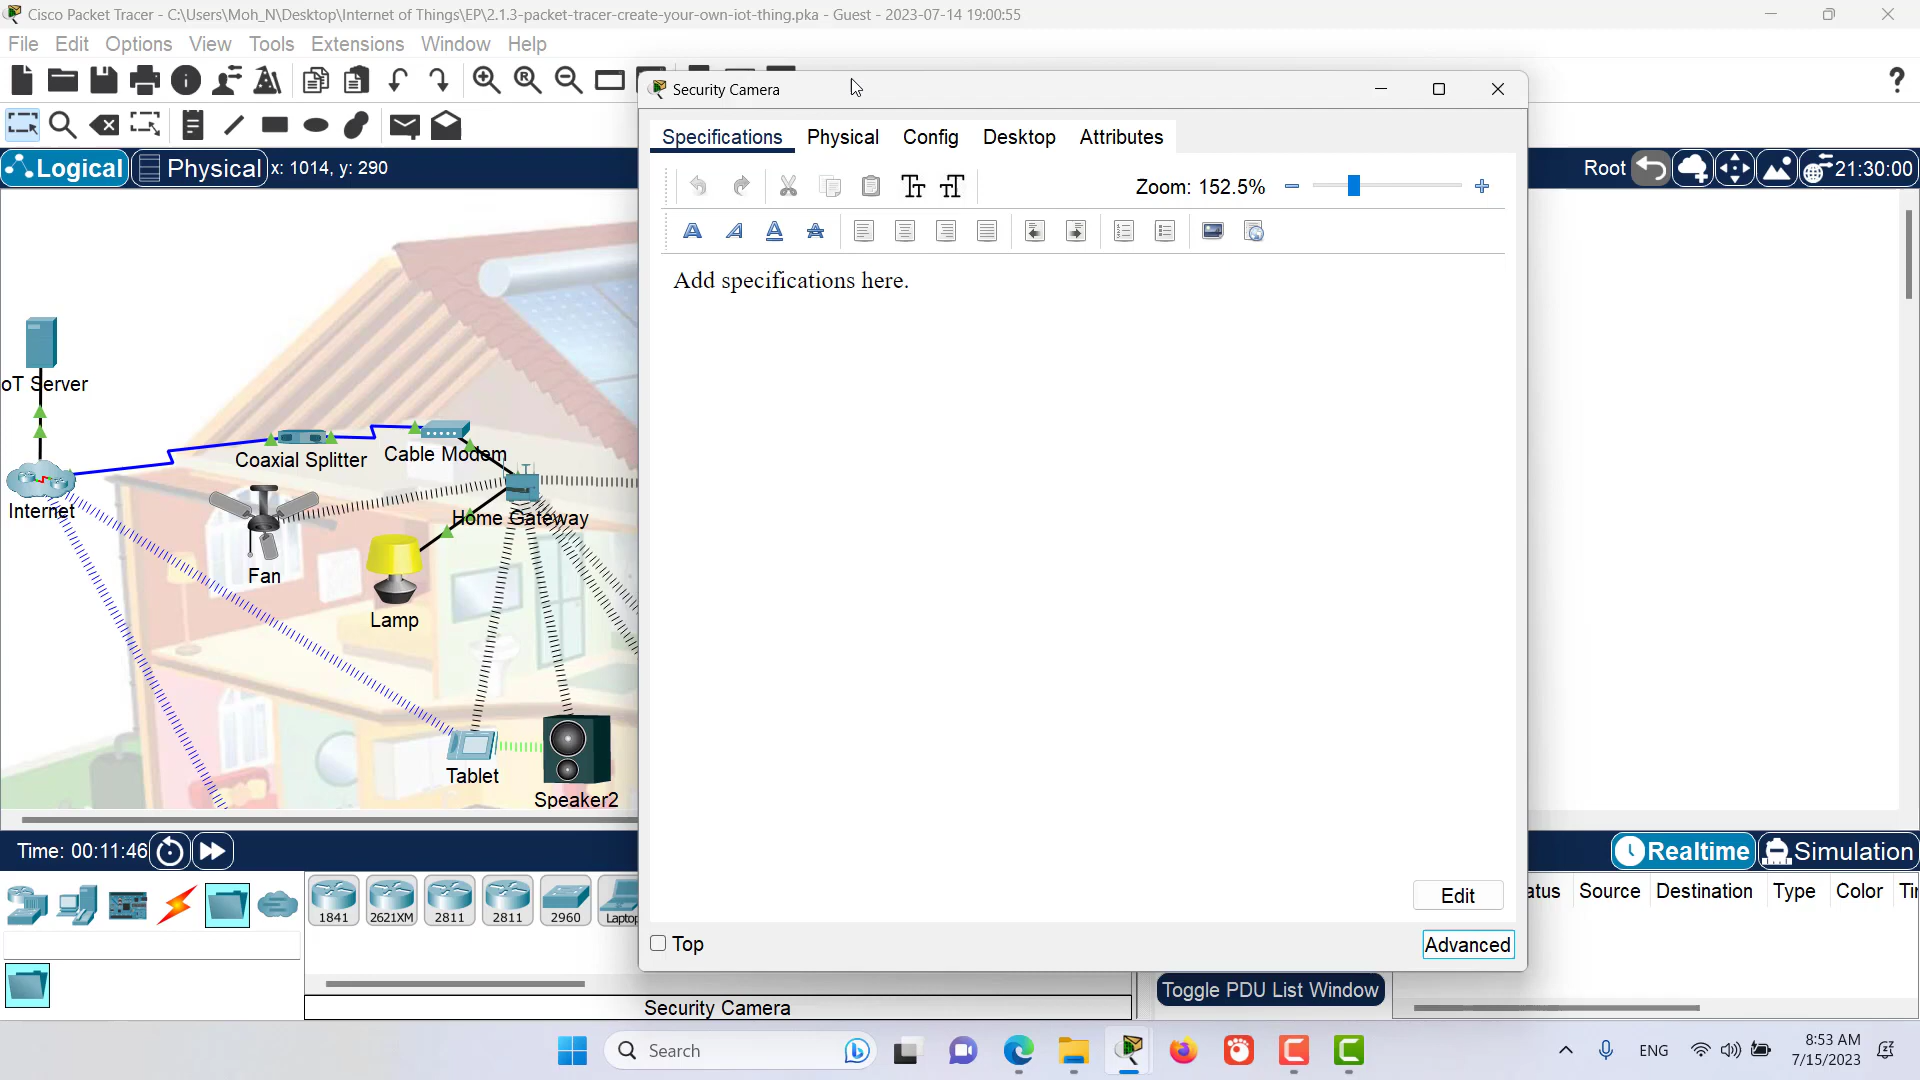 Cisco Packet Tracer - C:\Users\Moh_N\Desktop\Internet of Things\EP\2.1.3-packet-tracer-create-your-own-iot-thing.pka - Guest - 2023-07-14 19:00:55
File Edit Options View Tools Extensions Window Help
Security Camera
Specifications Physical Config Desktop Attributes
Logical Physical x: 1014, y: 290
Root 21:30:00
Zoom: 152.5%
Add specifications here.
oT Server
Coaxial Splitter
Cable Modem
Internet
Home Gateway
Fan
Lamp
Tablet
Speaker2
Edit
Top
Advanced
Time: 00:11:46
Realtime Simulation
atus Source Destination Type Color Tir
1841 2621XM 2811 2811 2960 Laptop
Toggle PDU List Window
Security Camera
Search
ENG
8:53 AM
7/15/2023